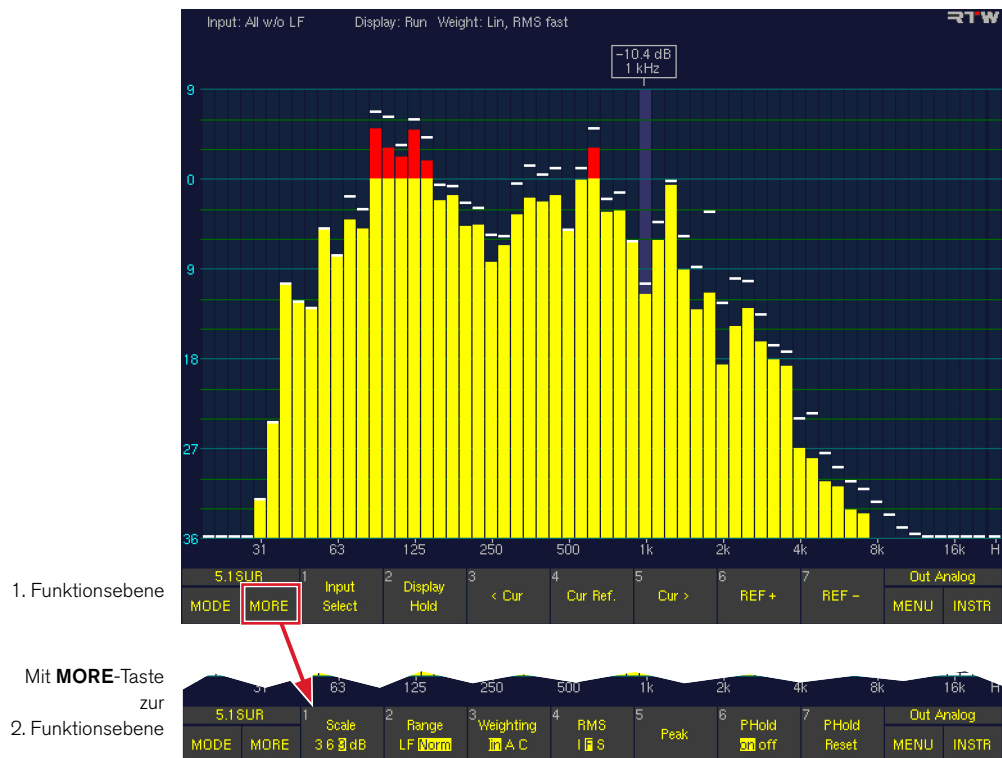 Input: All w/o LF Display: Run Weight: Lin, RMS fast RTW
-10.4 dB
1 kHz
9
0
9
18
27
36
31 63 125 250 500 1k 2k 4k 8k 16k H
1. Funktionsebene
5.1SUR 1 Input Select 2 Display Hold 3 < Cur 4 Cur Ref. 5 Cur > 6 REF + 7 REF - Out Analog
MODE MORE MENU INSTR
Mit MORE-Taste
zur
2. Funktionsebene
31 63 125 250 500 1k 2k 4k 8k 16k H
5.1SUR 1 Scale 2 Range 3 Weighting 4 RMS 5 Peak 6 PHold 7 PHold Out Analog
MODE MORE 3 6 9 dB LF Norm lin A C I F S on off Reset MENU INSTR